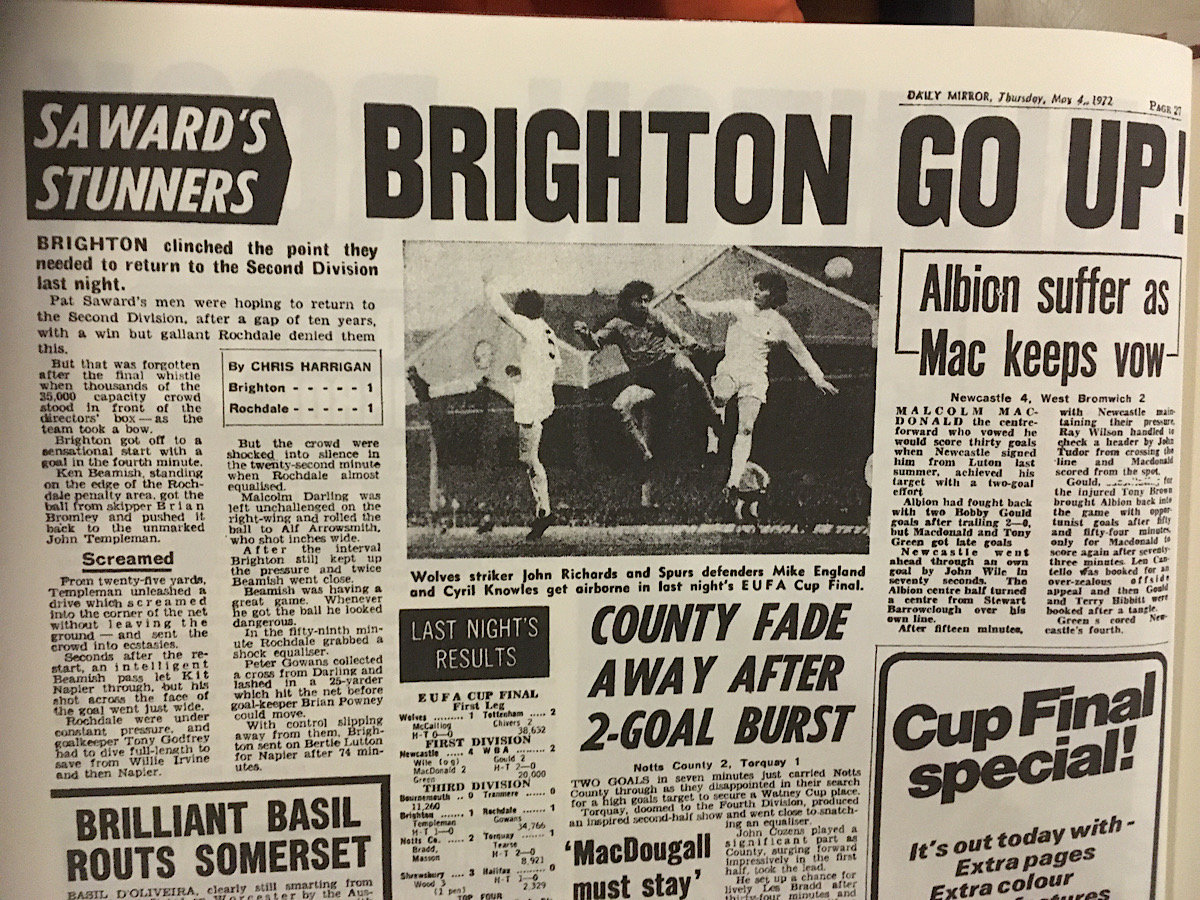 DAILY MIRROR, Thursday, May 4, 1972
PAGE 27
SAWARD'S
STUNNERS
BRIGHTON GO UP!
BRIGHTON clinched the point they
needed to return to the Second Division
last night.
Pat Saward's men were hoping to return to
the Second Division, after a gap of ten years,
with a win but gallant Rochdale denied them
this.
But that was forgotten
after the final whistle
when thousands of the
35,000 capacity crowd
stood in front of the
directors' box—as the
team took a bow.
Brighton got off to a
sensational start with a
goal in the fourth minute.
Ken Beamish, standing
on the edge of the Roch-
dale penalty area, got the
ball from skipper Brian
Bromley and pushed it
back to the unmarked
John Templeman.
Screamed
From twenty-five yards,
Templeman unleashed a
drive which screamed
into the corner of the net
without leaving the
ground—and sent the
crowd into ecstasies.
Seconds after the re-
start, an intelligent
Beamish pass let Kit
Napier through, but his
shot across the face of
the goal went just wide.
Rochdale were under
constant pressure, and
goalkeeper Tony Godfrey
had to dive full-length to
save from Willie Irvine
and then Napier.
By CHRIS HARRIGAN
Brighton - - - - - 1
Rochdale - - - - - 1
But the crowd were
shocked into silence in
the twenty-second minute
when Rochdale almost
equalised.
Malcolm Darling was
left unchallenged on the
right-wing and rolled the
ball to Alf Arrowsmith,
who shot inches wide.
After the interval
Brighton still kept up
the pressure and twice
Beamish went close.
Beamish was having a
great game. Whenever
he got the ball he looked
dangerous.
In the fifty-ninth min-
ute Rochdale grabbed a
shock equaliser.
Peter Gowans collected
a cross from Darling and
lashed in a 25-yarder
which hit the net before
goal-keeper Brian Powney
could move.
With control slipping
away from them, Brigh-
ton sent on Bertie Lutton
for Napier after 74 min-
utes.
BRILLIANT BASIL
ROUTS SOMERSET
BASIL D'OLIVEIRA, clearly still smarting from
Wolves striker John Richards and Spurs defenders Mike England
and Cyril Knowles get airborne in last night's EUFA Cup Final.
LAST NIGHT'S
RESULTS
EUFA CUP FINAL
First Leg
Wolves ......... 1 Tottenham ...... 2
McCalliog Chivers 2
H-T 0—0 38,652
FIRST DIVISION
Newcastle ...... 4 W B A ......... 2
Wile (og) Gould 2
MacDonald 2 H-T 2—0
Green 20,000
THIRD DIVISION
Bournemouth .. 0 Tranmere ...... 0
11,260
Brighton ......... 1 Rochdale ...... 1
Templeman Gowans
H-T 1—0 34,766
Notts Co. ...... 2 Torquay ......... 1
Bradd, Tearse
Masson H-T 2—0
8,921
Shrewsbury .... 3 Halifax ......... 0
Wood 3 H-T 1—0
(1 pen) 2,329
TOP FOUR
COUNTY FADE
AWAY AFTER
2-GOAL BURST
Notts County 2, Torquay 1
TWO GOALS in seven minutes just carried Notts
County through as they disappointed in their search
for a high goals target to secure a Watney Cup place.
Torquay, doomed to the Fourth Division, produced
an inspired second-half show and went close to snatch-
ing an equaliser.
John Cozens played a
significant part as
County, surging forward
impressively in the first
half, took the lead.
He set up a chance for
lively Les Bradd after
thirty-four minutes and
'MacDougall
must stay'
Albion suffer as
Mac keeps vow
Newcastle 4, West Bromwich 2
MALCOLM MAC-
DONALD the centre-
forward who vowed he
would score thirty goals
when Newcastle signed
him from Luton last
summer, achieved his
target with a two-goal
effort.
Albion had fought back
with two Bobby Gould
goals after trailing 2—0,
but Macdonald and Tony
Green got late goals.
Newcastle went
ahead through an own
goal by John Wile in
seventy seconds. The
Albion centre half turned
a centre from Stewart
Barrowclough over his
own line.
After fifteen minutes,
with Newcastle main-
taining their pressure,
Ray Wilson handled to
check a header by John
Tudor from crossing the
line and Macdonald
scored from the spot.
Gould, for
the injured Tony Brown
brought Albion back into
the game with oppor-
tunist goals after fifty
and fifty-four minutes,
only for Macdonald to
score again after seventy-
three minutes. Len Can-
tello was booked for an
over-zealous offside
appeal and then Gould
and Terry Hibbitt were
booked after a tangle.
Green scored New-
castle's fourth.
Cup Final
special!
It's out today with -
Extra pages
Extra colour